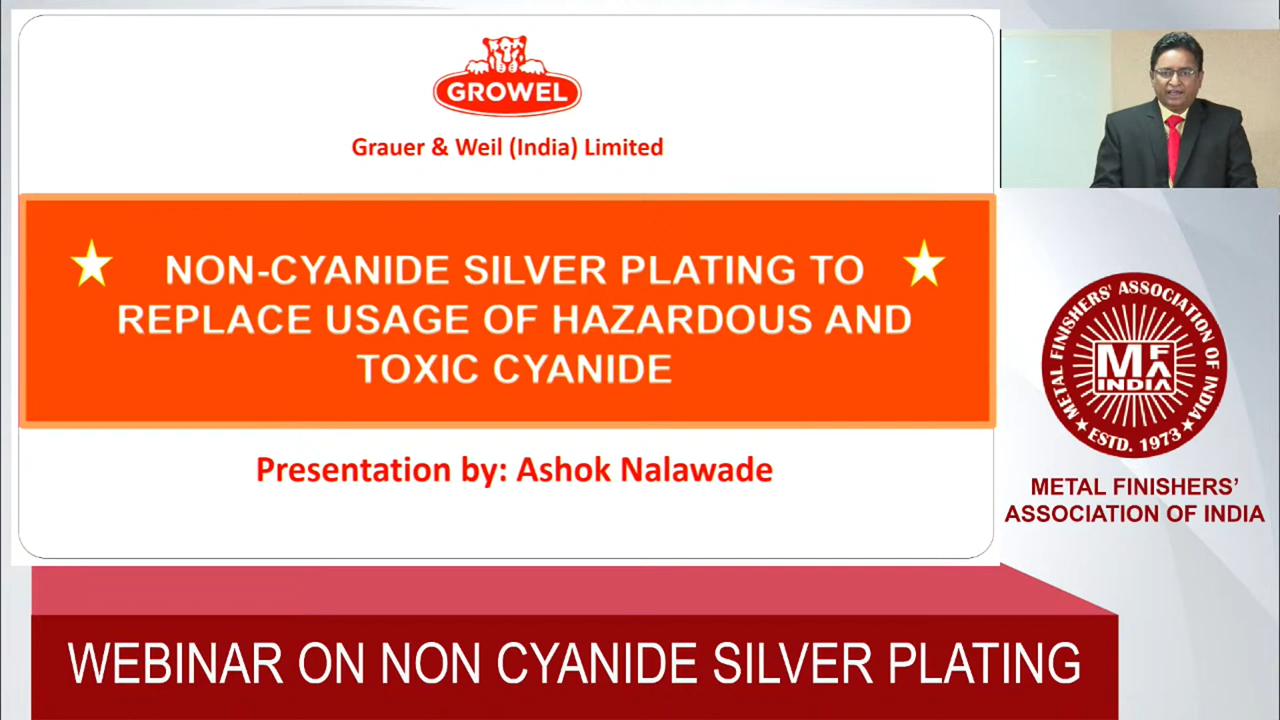 GROWEL
Grauer & Weil (India) Limited
NON-CYANIDE SILVER PLATING TO
REPLACE USAGE OF HAZARDOUS AND
TOXIC CYANIDE
Presentation by: Ashok Nalawade
METAL FINISHERS' ASSOCIATION OF INDIA
MFA
INDIA
ESTD. 1973
METAL FINISHERS’
ASSOCIATION OF INDIA
WEBINAR ON NON CYANIDE SILVER PLATING